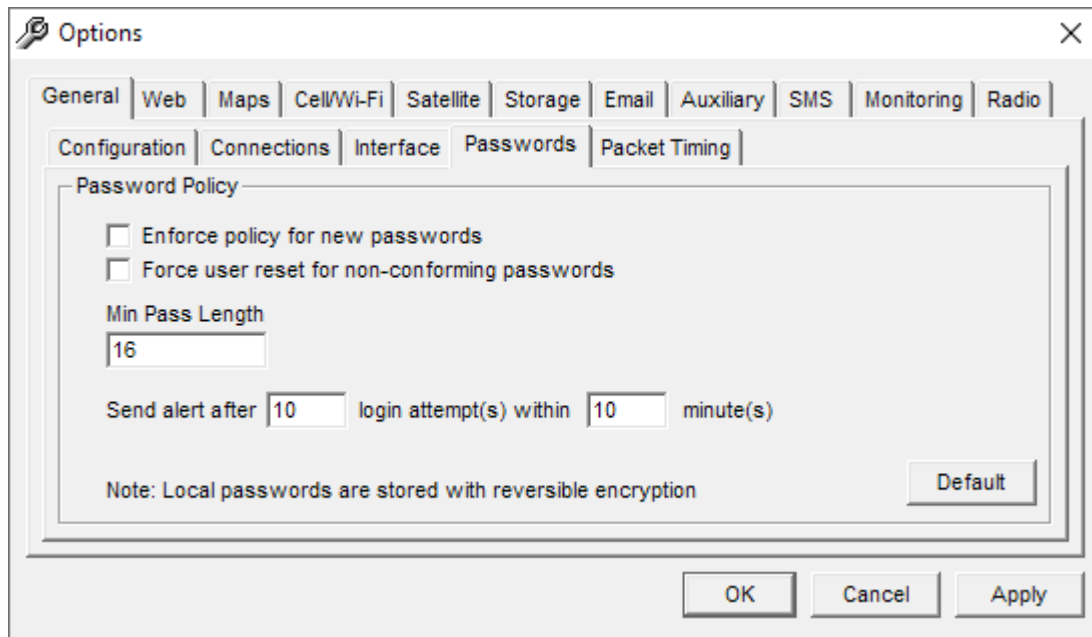 Options
General Web Maps Cell/Wi-Fi Satellite Storage Email Auxiliary SMS Monitoring Radio
Configuration Connections Interface Passwords Packet Timing
Password Policy
Enforce policy for new passwords
Force user reset for non-conforming passwords
Min Pass Length
16
Send alert after 10 login attempt(s) within 10 minute(s)
Note: Local passwords are stored with reversible encryption
Default
OK Cancel Apply